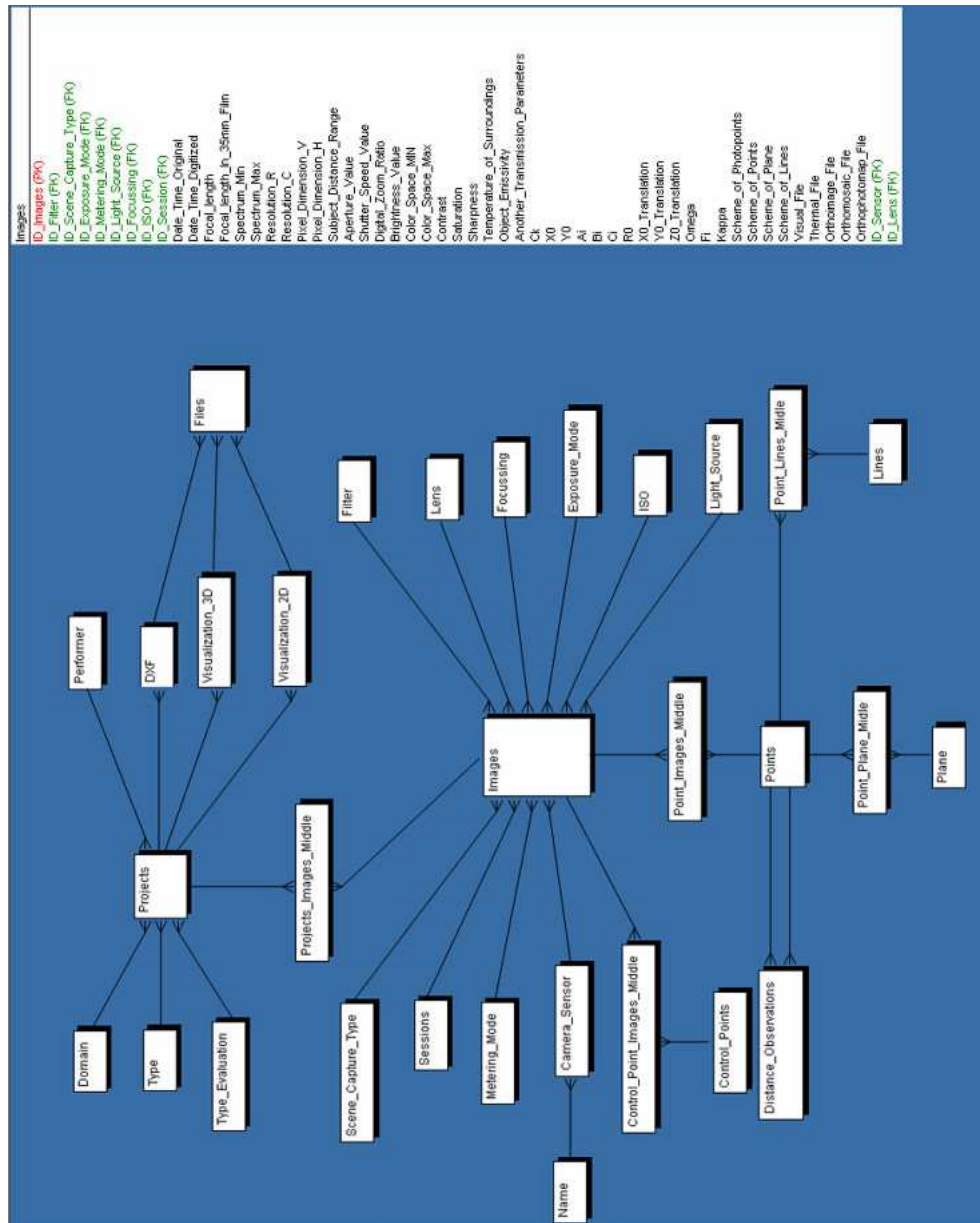 Domain
Type
Type_Evaluation
Projects
Performer
DXF
Visualization_3D
Visualization_2D
Files
Projects_Images_Middle
Scene_Capture_Type
Sessions
Metering_Mode
Camera_Sensor
Name
Control_Point_Images_Middle
Control_Points
Images
Filter
Lens
Focussing
Exposure_Mode
ISO
Light_Source
Point_Images_Middle
Distance_Observations
Points
Point_Plane_Midle
Plane
Point_Lines_Midle
Lines
Images
ID_Images (PK)
ID_Filter (FK)
ID_Scene_Capture_Type (FK)
ID_Exposure_Mode (FK)
ID_Metering_Mode (FK)
ID_Light_Source (FK)
ID_Focussing (FK)
ID_ISO (FK)
ID_Session (FK)
Date_Time_Original
Date_Time_Digitized
Focal_length
Focal_length_In_35mm_Film
Spectrum_Min
Spectrum_Max
Resolution_R
Resolution_C
Pixel_Dimension_V
Pixel_Dimension_H
Subject_Distance_Range
Aperture_Value
Shutter_Speed_Value
Digital_Zoom_Ratio
Brightness_Value
Color_Space_MIN
Color_Space_Max
Contrast
Saturation
Sharpness
Temperature_of_Surroundings
Object_Emissivity
Another_Transmission_Parameters
Ck
X0
Y0
Ai
Bi
Ci
R0
X0_Translation
Y0_Translation
Z0_Translation
Omega
Fi
Kappa
Scheme_of_Photopoints
Scheme_of_Points
Scheme_of_Plane
Scheme_of_Lines
Visual_File
Thermal_File
Orthomage_File
Orthomosaic_File
Orthophotomap_File
ID_Sensor (FK)
ID_Lens (FK)